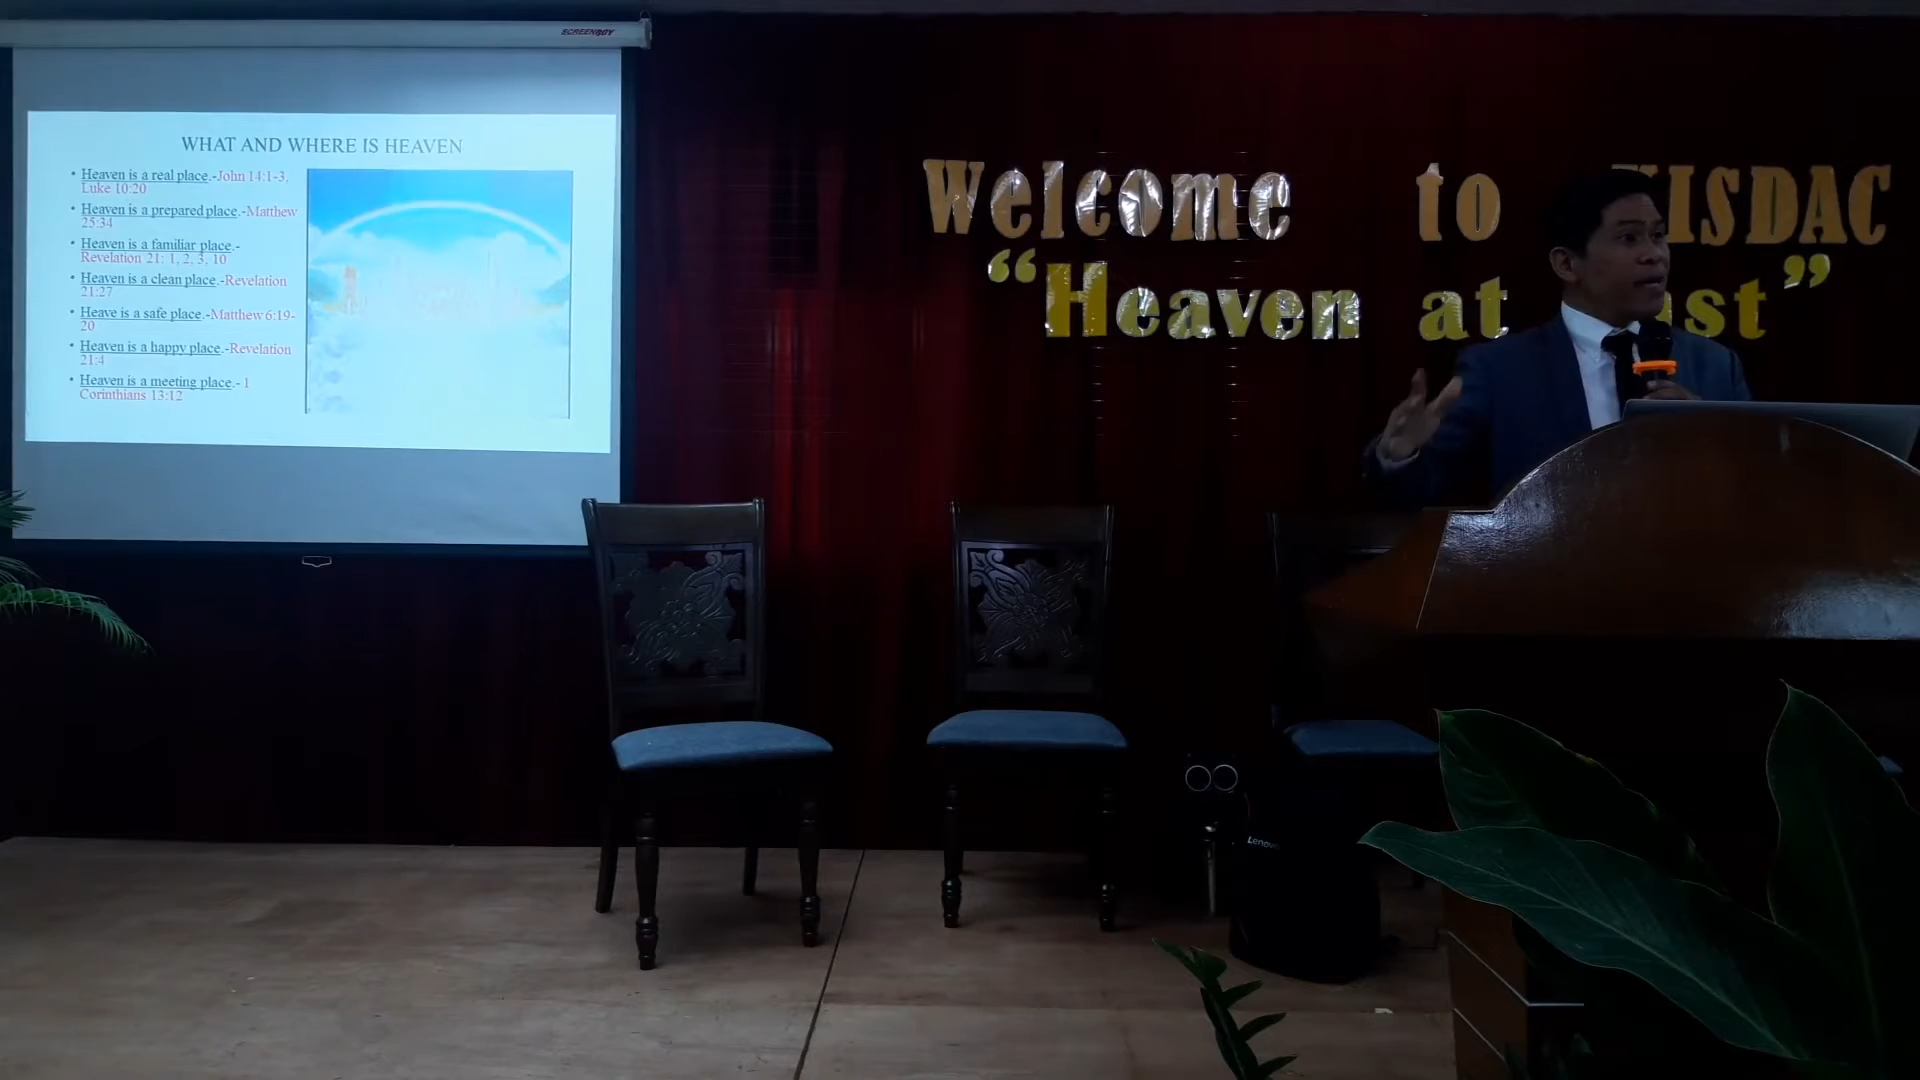 SCREENBOY
WHAT AND WHERE IS HEAVEN
• Heaven is a real place.-John 14:1-3,
Luke 10:20
• Heaven is a prepared place.-Matthew
25:34
• Heaven is a familiar place.-
Revelation 21: 1, 2, 3, 10
• Heaven is a clean place.-Revelation
21:27
• Heave is a safe place.-Matthew 6:19-
20
• Heaven is a happy place.-Revelation
21:4
• Heaven is a meeting place.- 1
Corinthians 13:12
Welcome to ISDAC
“Heaven at ast”
Lenovo